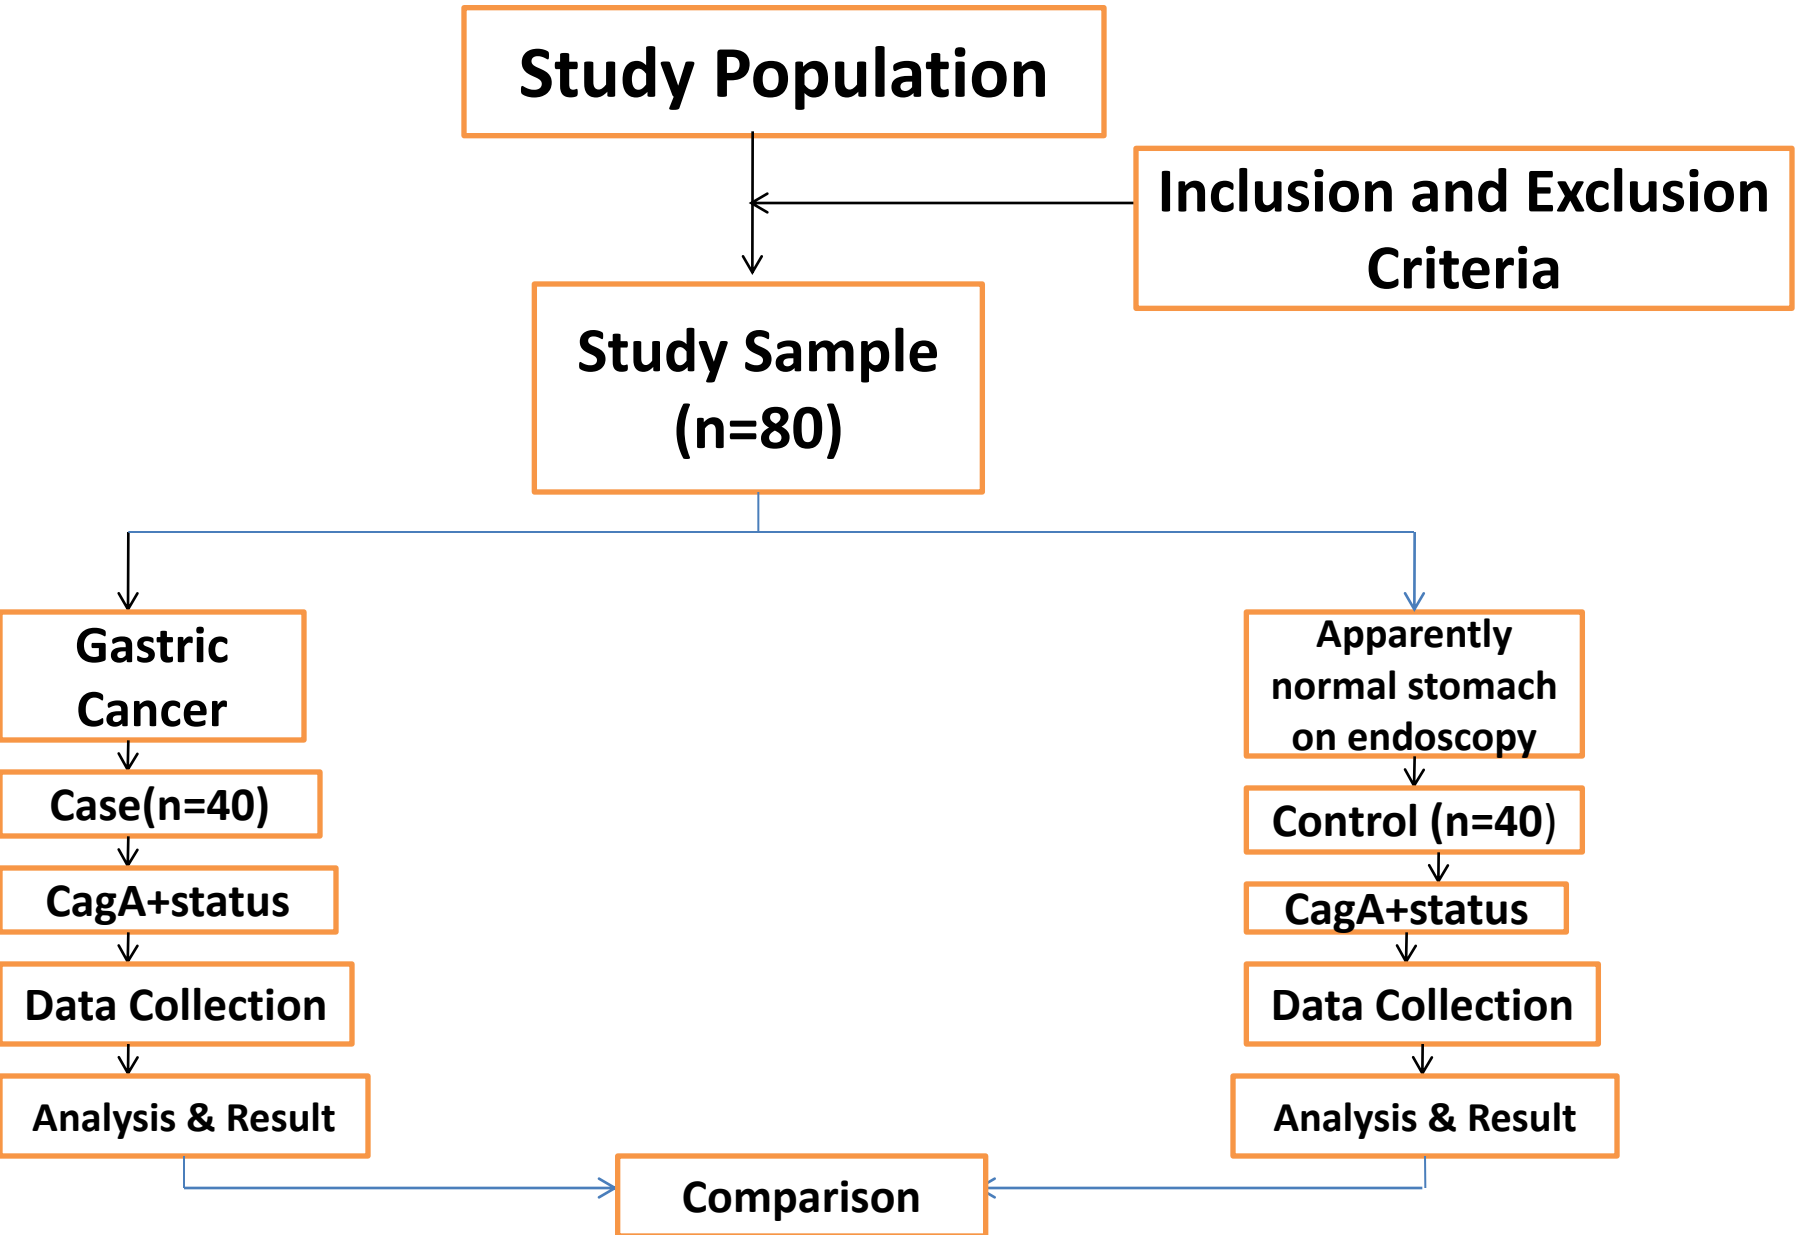 Study Population
Inclusion and Exclusion
Criteria
Study Sample
(n=80)
Gastric
Cancer
Case(n=40)
CagA+status
Data Collection
Analysis & Result
Apparently
normal stomach
on endoscopy
Control (n=40)
CagA+status
Data Collection
Analysis & Result
Comparison